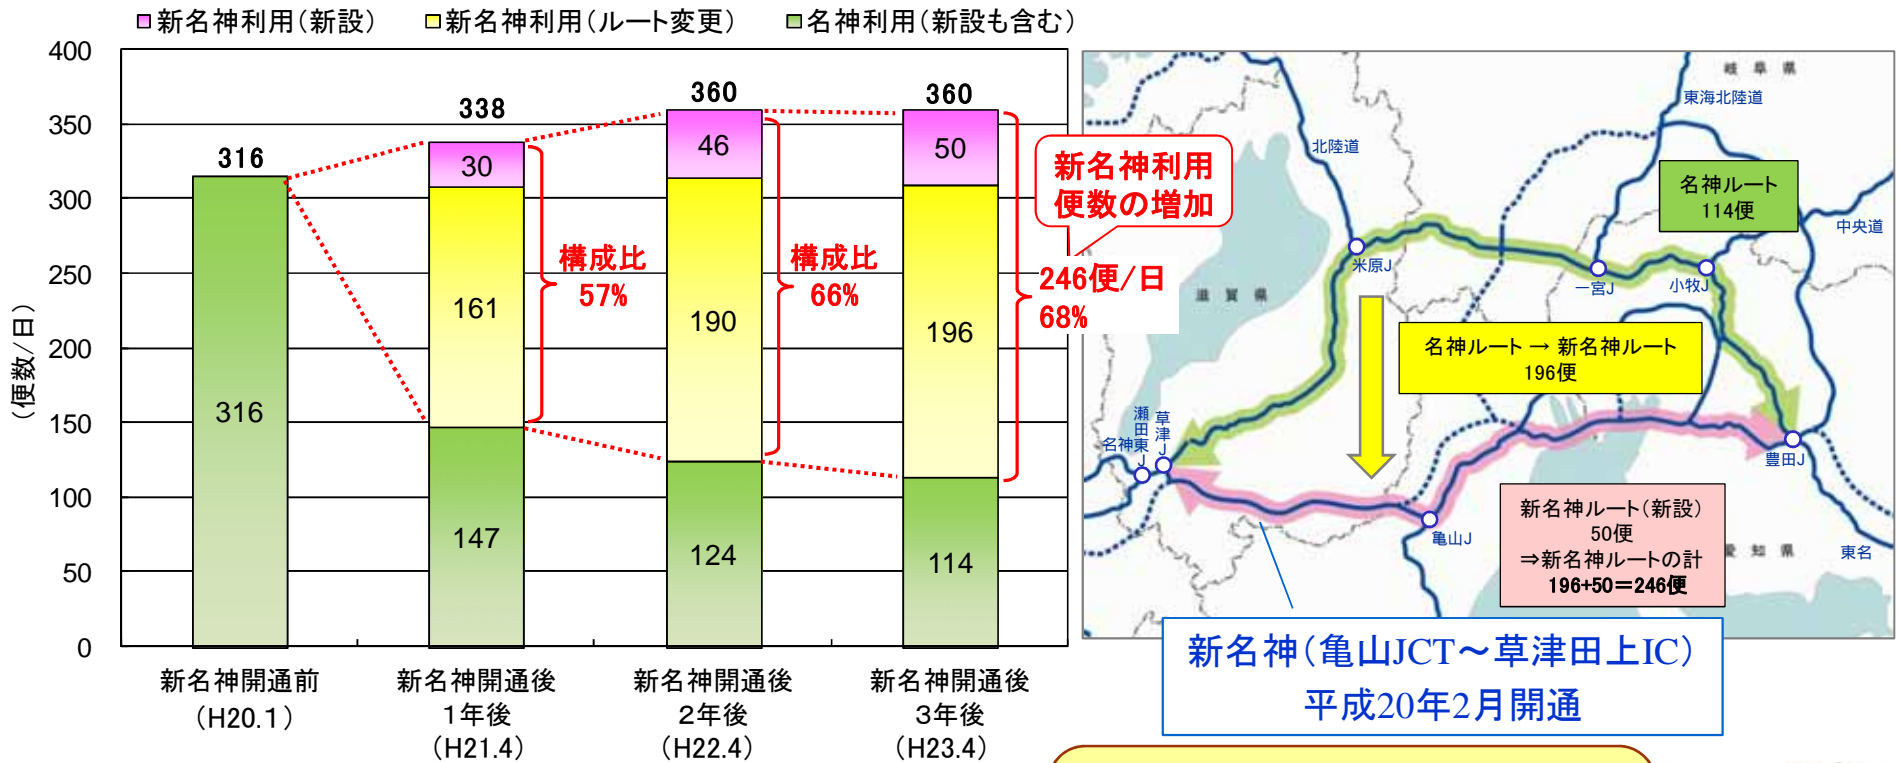 新名神利用（新設） 新名神利用（ルート変更） 名神利用（新設も含む）
（便数/日）
400
350
300
250
200
150
100
50
0
316
316
338
30
161
147
構成比
57%
360
46
190
124
構成比
66%
360
50
196
114
新名神利用
便数の増加
246便/日
68%
新名神開通前
（H20.1）
新名神開通後
1年後
（H21.4）
新名神開通後
2年後
（H22.4）
新名神開通後
3年後
（H23.4）
岐阜県
東海北陸道
北陸道
名神ルート
114便
中央道
米原J
一宮J
小牧J
滋賀県
名神ルート → 新名神ルート
196便
名神
瀬田東J
草津J
豊田J
亀山J
新名神ルート（新設）
50便
⇒新名神ルートの計
196+50＝246便
愛知県
東名
新名神（亀山JCT～草津田上IC）
平成20年2月開通